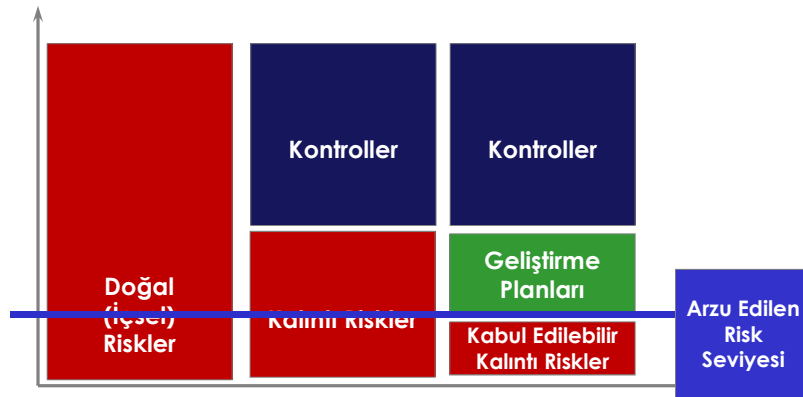 Doğal
(İçsel)
Riskler
Kontroller
Kalıntı Riskler
Kontroller
Geliştirme
Planları
Kabul Edilebilir
Kalıntı Riskler
Arzu Edilen
Risk
Seviyesi